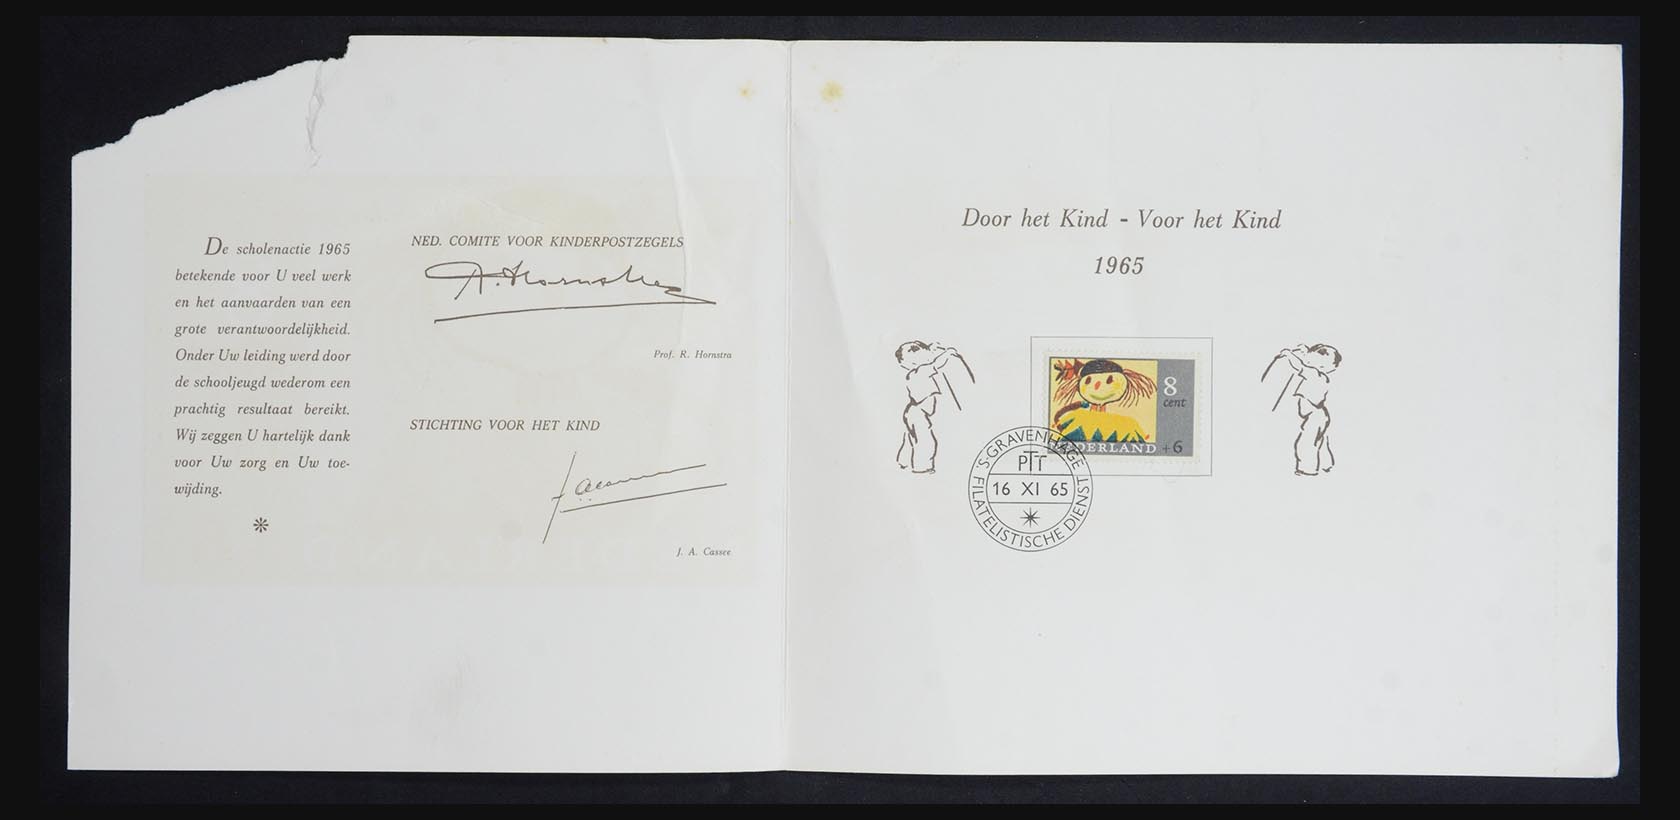 De scholenactie 1965
betekende voor U veel werk
en het aanvaarden van een
grote verantwoordelijkheid.
Onder Uw leiding werd door
de schooljeugd wederom een
prachtig resultaat bereikt.
Wij zeggen U hartelijk dank
voor Uw zorg en Uw toe-
wijding.
NED. COMITE VOOR KINDERPOSTZEGELS
Prof. R. Hornstra
STICHTING VOOR HET KIND
J. A. Cassee
Door het Kind - Voor het Kind
1965
8
cent
NEDERLAND +6
'S-GRAVENHAGE
PTT
16 XI 65
FILATELISTISCHE DIENST